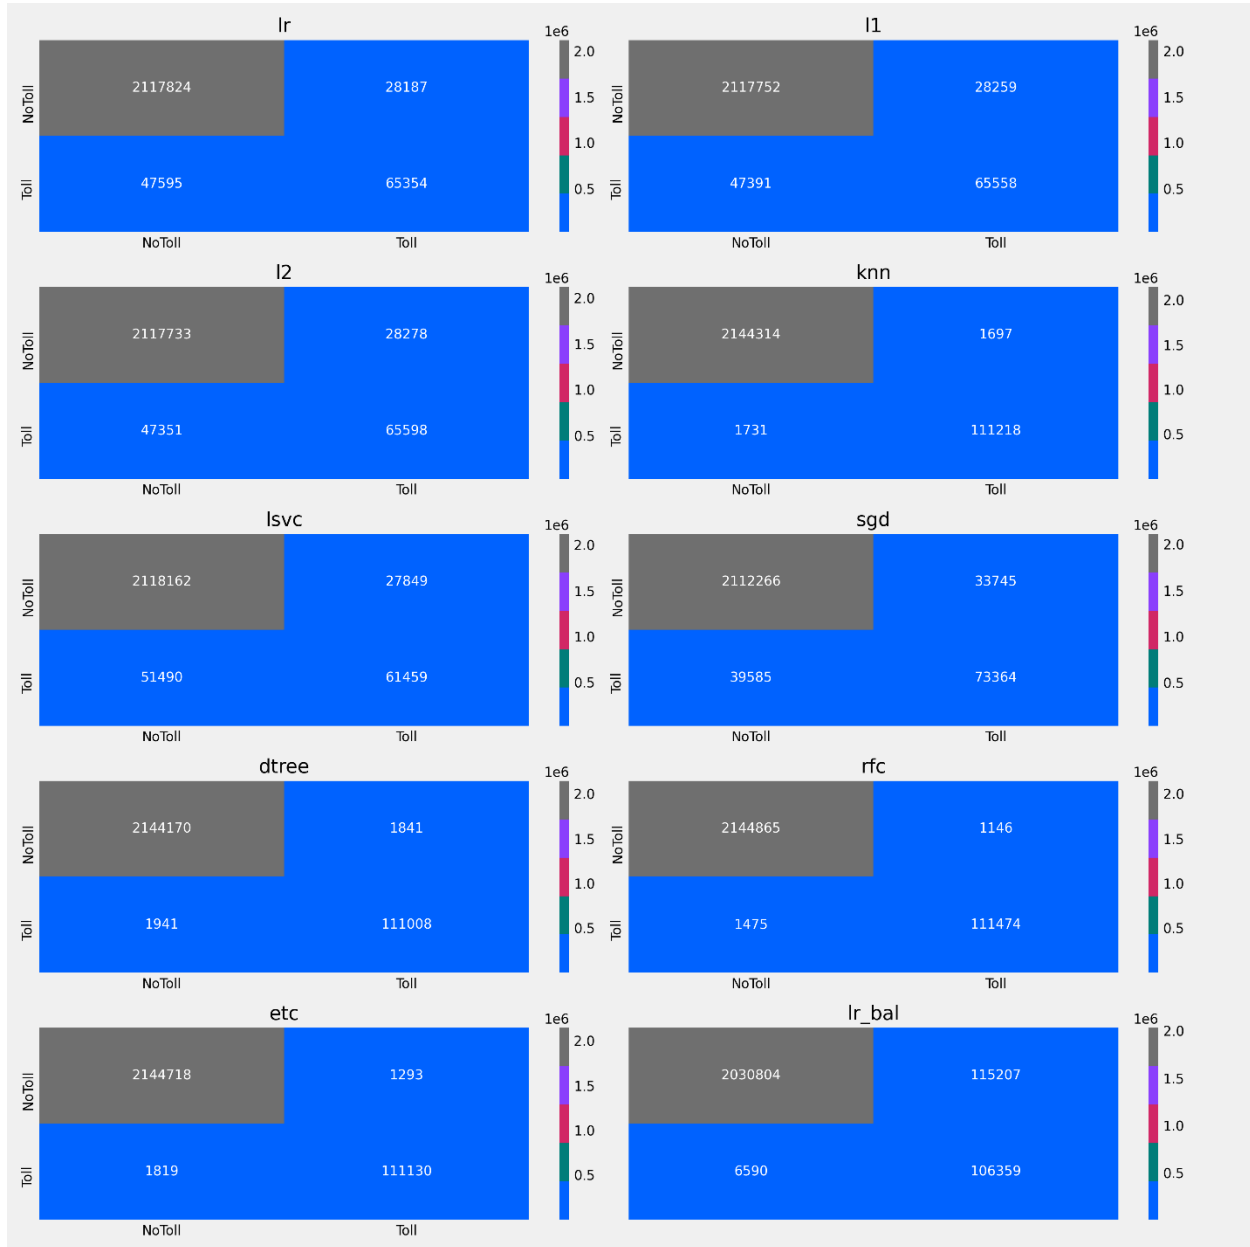 lr
1e6
NoToll
2117824
28187
Toll
47595
65354
NoToll
Toll
2.0
1.5
1.0
0.5
l1
1e6
NoToll
2117752
28259
Toll
47391
65558
NoToll
Toll
2.0
1.5
1.0
0.5
l2
1e6
NoToll
2117733
28278
Toll
47351
65598
NoToll
Toll
2.0
1.5
1.0
0.5
knn
1e6
NoToll
2144314
1697
Toll
1731
111218
NoToll
Toll
2.0
1.5
1.0
0.5
lsvc
1e6
NoToll
2118162
27849
Toll
51490
61459
NoToll
Toll
2.0
1.5
1.0
0.5
sgd
1e6
NoToll
2112266
33745
Toll
39585
73364
NoToll
Toll
2.0
1.5
1.0
0.5
dtree
1e6
NoToll
2144170
1841
Toll
1941
111008
NoToll
Toll
2.0
1.5
1.0
0.5
rfc
1e6
NoToll
2144865
1146
Toll
1475
111474
NoToll
Toll
2.0
1.5
1.0
0.5
etc
1e6
NoToll
2144718
1293
Toll
1819
111130
NoToll
Toll
2.0
1.5
1.0
0.5
lr_bal
1e6
2030804
115207
6590
106359
2.0
1.5
1.0
0.5